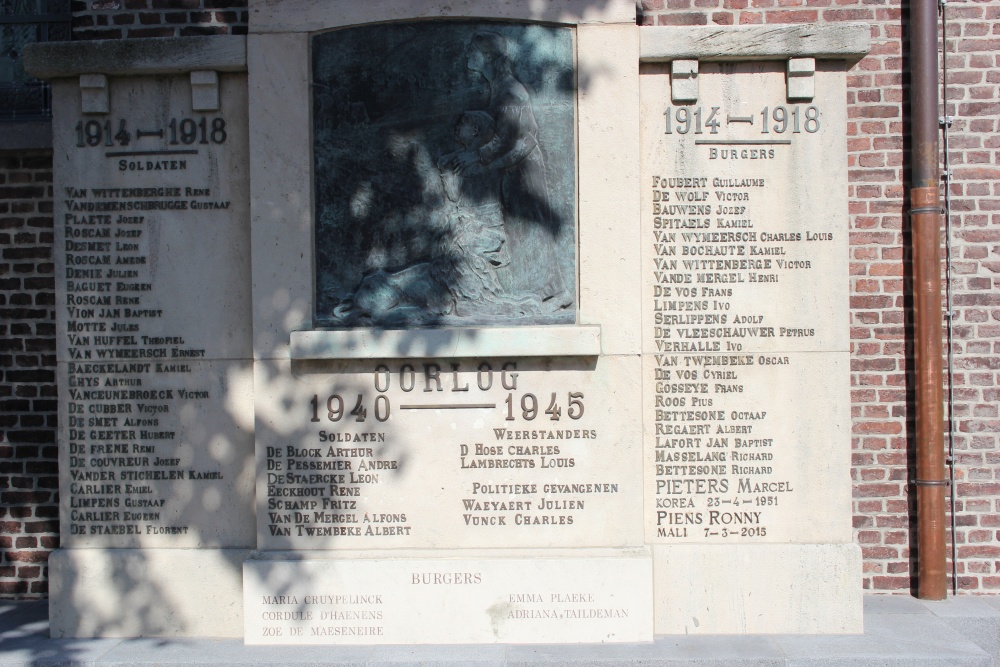 1914 — 1918
SOLDATEN
VAN WITTENBERGHE RENE
VANDEMENSCHBRUGGE GUSTAAF
PLAETE JOZEF
ROSCAM JOZEF
DESMET LEON
ROSCAM AMEDE
DENIE JULIEN
BAGUET EUGEEN
ROSCAM RENE
VION JAN BAPTIST
MOTTE JULES
VAN HUFFEL THEOFIEL
VAN WYMEERSCH ERNEST
BAECKELANDT KAMIEL
GHYS ARTHUR
VANCEUNEBROECK VICTOR
DE CUBBER VICTOR
DE SMET ALFONS
DE GEETER HUBERT
DE FRENE REMI
DE COUVREUR JOZEF
VANDER STICHELEN KAMIEL
CARLIER EMIEL
LIMPENS GUSTAAF
CARLIER EUGEEN
DE STAEBEL FLORENT
OORLOG
1940 — 1945
SOLDATEN
DE BLOCK ARTHUR
DE PESSEMIER ANDRE
DE STAERCKE LEON
EECKHOUT RENE
SCHAMP FRITZ
VAN DE MERGEL ALFONS
VAN TWEMBEKE ALBERT
WEERSTANDERS
D HOSE CHARLES
LAMBRECHTS LOUIS
POLITIEKE GEVANGENEN
WAEYAERT JULIEN
VONCK CHARLES
BURGERS
MARIA CRUYPELINCK
CORDULE D'HAENENS
ZOE DE MAESENEIRE
EMMA PLAEKE
ADRIANA TAILDEMAN
1914 — 1918
BURGERS
FOUBERT GUILLAUME
DE WOLF VICTOR
BAUWENS JOZEF
SPITAELS KAMIEL
VAN WYMEERSCH CHARLES LOUIS
VAN BOCHAUTE KAMIEL
VAN WITTENBERGE VICTOR
VANDE MERGEL HENRI
DE VOS FRANS
LIMPENS IVO
SERLIPPENS ADOLF
DE VLEESCHAUWER PETRUS
VERHALLE IVO
VAN TWEMBEKE OSCAR
DE VOS CYRIEL
GOSSEYE FRANS
ROOS PIUS
BETTESONE OCTAAF
REGAERT ALBERT
LAFORT JAN BAPTIST
MASSELANG RICHARD
BETTESONE RICHARD
PIETERS MARCEL
KOREA 23-4-1951
PIENS RONNY
MALI 7-3-2015